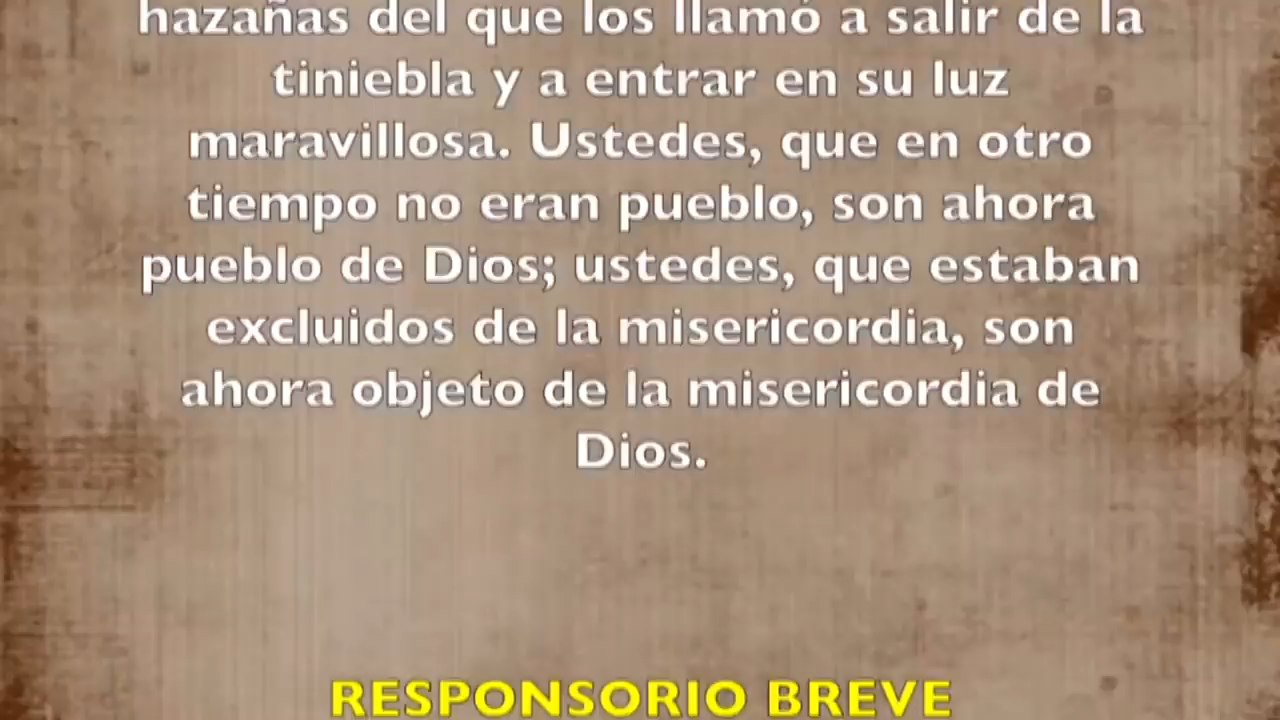 hazañas del que los llamó a salir de la
tiniebla y a entrar en su luz
maravillosa. Ustedes, que en otro
tiempo no eran pueblo, son ahora
pueblo de Dios; ustedes, que estaban
excluidos de la misericordia, son
ahora objeto de la misericordia de
Dios.
RESPONSORIO BREVE